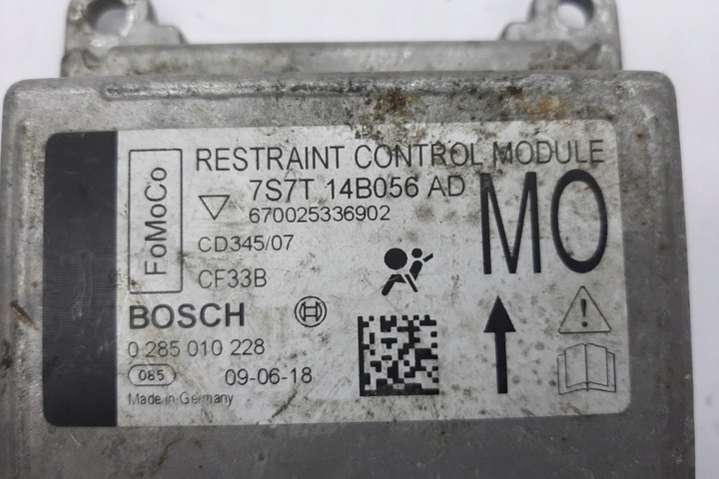 FoMoCo
RESTRAINT CONTROL MODULE
7S7T 14B056 AD
670025336902
MO
CD345/07
CF33B
BOSCH
0 285 010 228
085
09-06-18
Made in Germany